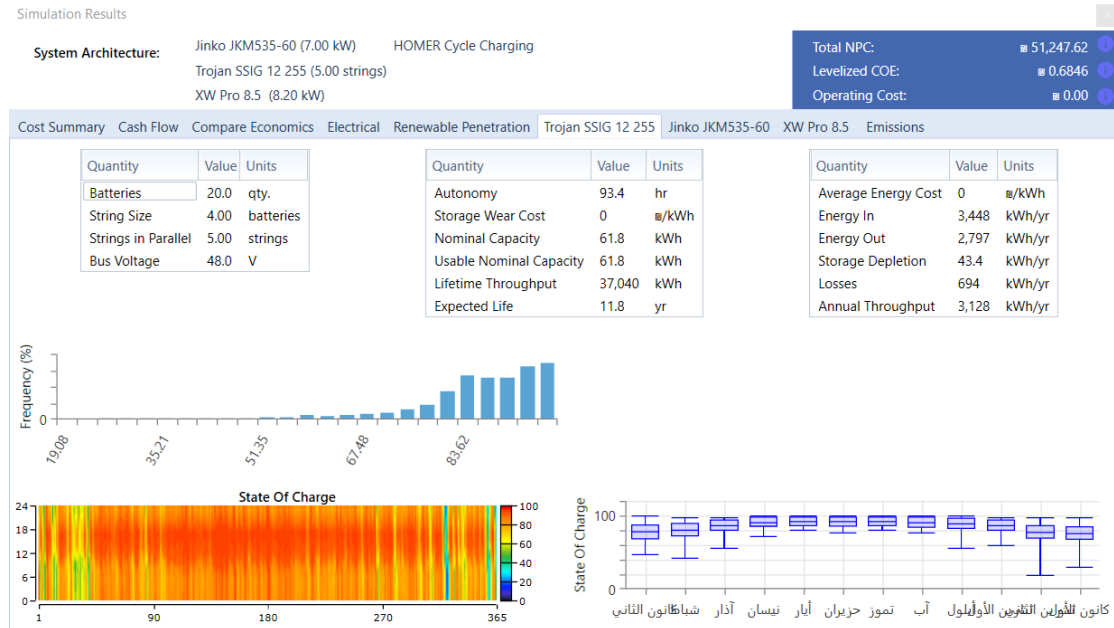 Simulation Results
System Architecture:
Jinko JKM535-60 (7.00 kW) HOMER Cycle Charging
Trojan SSIG 12 255 (5.00 strings)
XW Pro 8.5 (8.20 kW)
Total NPC: ₪ 51,247.62
Levelized COE: ₪ 0.6846
Operating Cost: ₪ 0.00
Cost Summary Cash Flow Compare Economics Electrical Renewable Penetration Trojan SSIG 12 255 Jinko JKM535-60 XW Pro 8.5 Emissions
Quantity Value Units
Batteries 20.0 qty.
String Size 4.00 batteries
Strings in Parallel 5.00 strings
Bus Voltage 48.0 V
Quantity Value Units
Autonomy 93.4 hr
Storage Wear Cost 0 ₪/kWh
Nominal Capacity 61.8 kWh
Usable Nominal Capacity 61.8 kWh
Lifetime Throughput 37,040 kWh
Expected Life 11.8 yr
Quantity Value Units
Average Energy Cost 0 ₪/kWh
Energy In 3,448 kWh/yr
Energy Out 2,797 kWh/yr
Storage Depletion 43.4 kWh/yr
Losses 694 kWh/yr
Annual Throughput 3,128 kWh/yr
Frequency (%)
0
19.08 35.21 51.35 67.48 83.62
State Of Charge
24
18
12
6
0
1 90 180 270 365
100
80
60
40
20
0
State Of Charge
100
0
كانون الثاني شباط آذار نيسان أيار حزيران تموز آب أيلول تشرين الأول تشرين الثاني كانون الأول